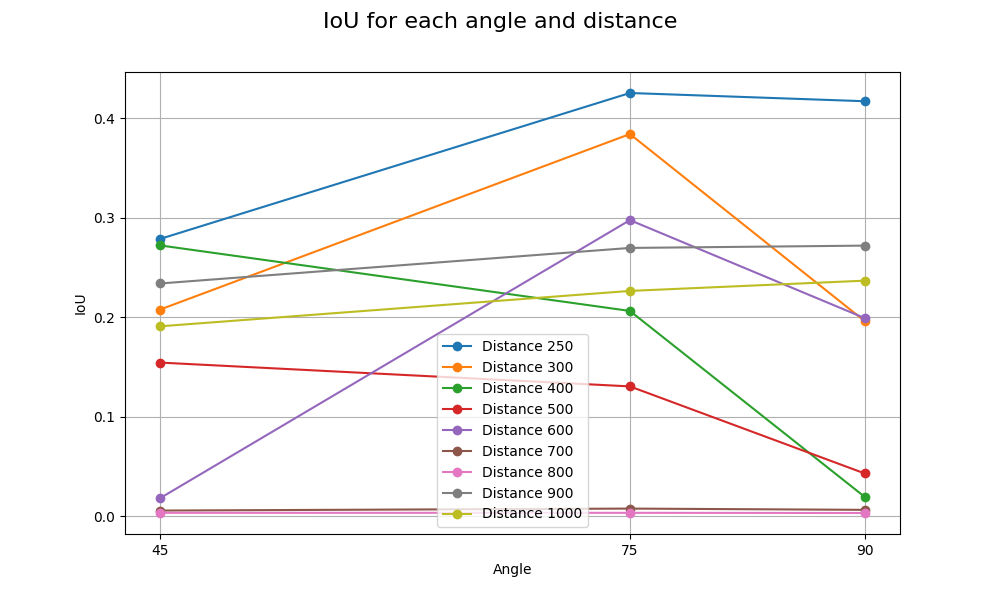 IoU for each angle and distance
0.4
0.3
0.2
0.1
0.0
IoU
Distance 250
Distance 300
Distance 400
Distance 500
Distance 600
Distance 700
Distance 800
Distance 900
Distance 1000
45
75
90
Angle